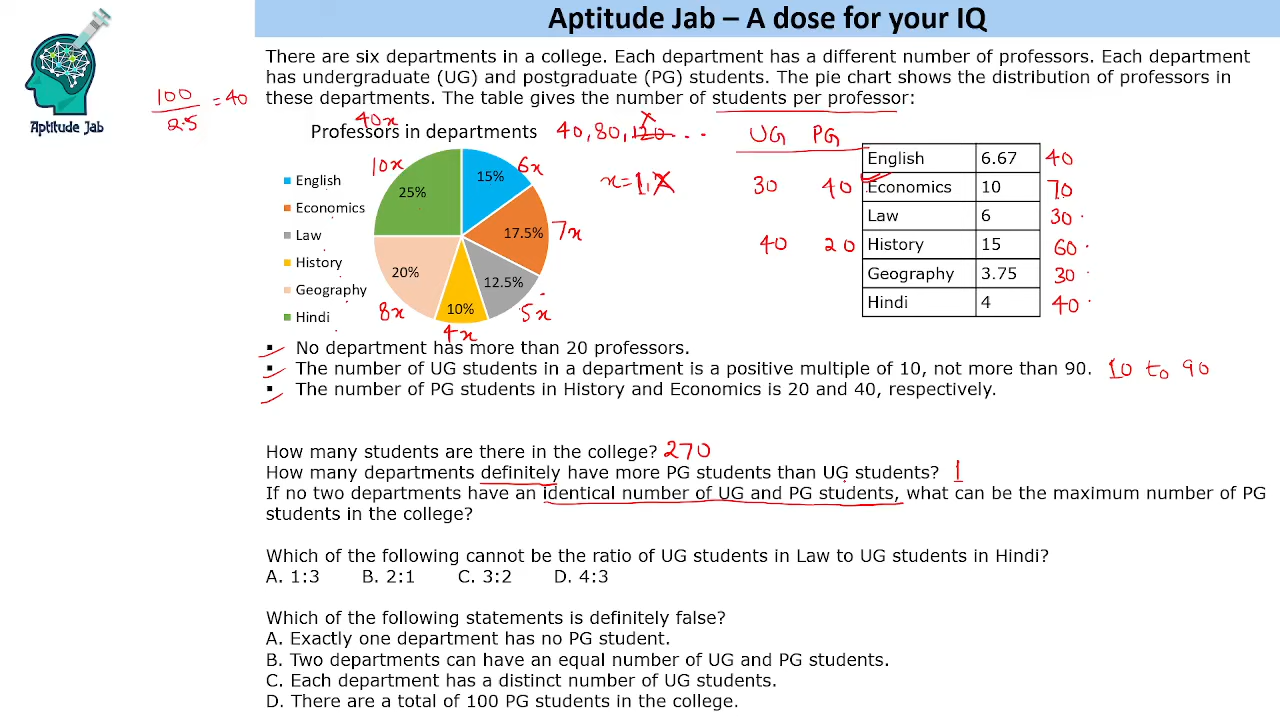 Aptitude Jab – A dose for your IQ
There are six departments in a college. Each department has a different number of professors. Each department
has undergraduate (UG) and postgraduate (PG) students. The pie chart shows the distribution of professors in
these departments. The table gives the number of students per professor:
Aptitude Jab
100
2.5
= 40
40x
Professors in departments
40, 80, 120 ...
x = 1, 2
English
Economics
Law
History
Geography
Hindi
15%
17.5%
12.5%
10%
20%
25%
6x
7x
5x
4x
8x
10x
UG PG
30 40
40 20
English 6.67 40
Economics 10 70
Law 6 30
History 15 60
Geography 3.75 30
Hindi 4 40
▪ No department has more than 20 professors.
▪ The number of UG students in a department is a positive multiple of 10, not more than 90. 10 to 90
▪ The number of PG students in History and Economics is 20 and 40, respectively.
How many students are there in the college? 270
How many departments definitely have more PG students than UG students? 1
If no two departments have an identical number of UG and PG students, what can be the maximum number of PG
students in the college?
Which of the following cannot be the ratio of UG students in Law to UG students in Hindi?
A. 1:3 B. 2:1 C. 3:2 D. 4:3
Which of the following statements is definitely false?
A. Exactly one department has no PG student.
B. Two departments can have an equal number of UG and PG students.
C. Each department has a distinct number of UG students.
D. There are a total of 100 PG students in the college.